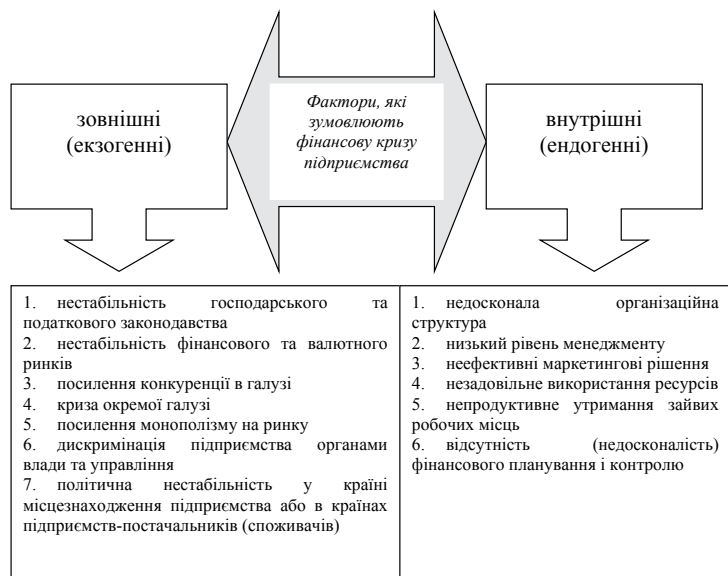 Фактори, які
зумовлюють
фінансову кризу
підприємства
зовнішні
(екзогенні)
внутрішні
(ендогенні)
1. нестабільність господарського та
податкового законодавства
2. нестабільність фінансового та валютного
ринків
3. посилення конкуренції в галузі
4. криза окремої галузі
5. посилення монополізму на ринку
6. дискримінація підприємства органами
влади та управління
7. політична нестабільність у країні
місцезнаходження підприємства або в країнах
підприємств-постачальників (споживачів)
1. недосконала організаційна
структура
2. низький рівень менеджменту
3. неефективні маркетингові рішення
4. незадовільне використання ресурсів
5. непродуктивне утримання зайвих
робочих місць
6. відсутність (недосконалість)
фінансового планування і контролю